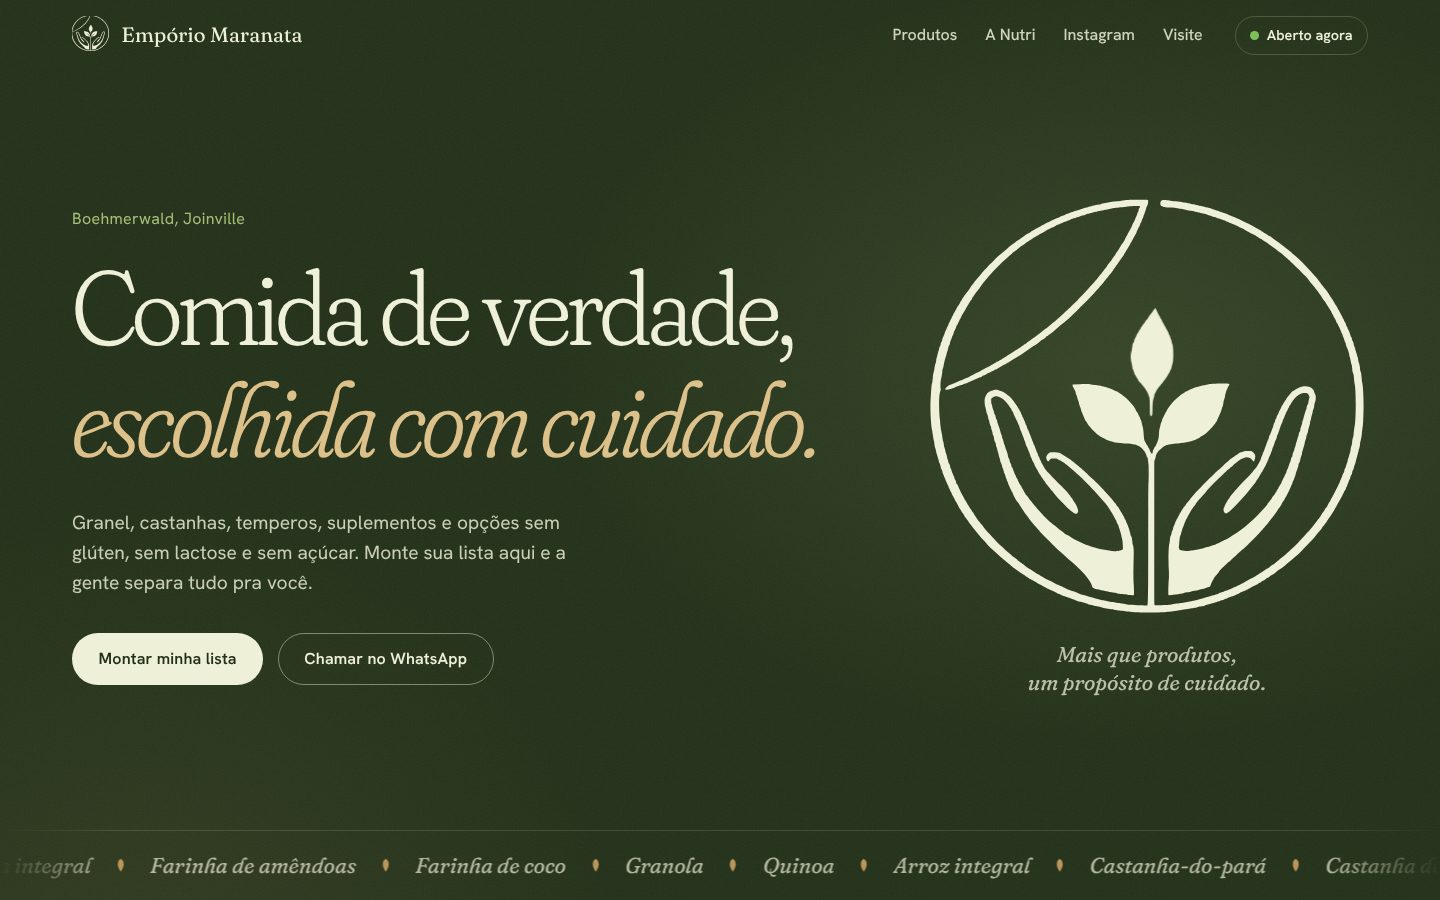 Empório Maranata
Produtos
A Nutri
Instagram
Visite
Aberto agora
Boehmerwald, Joinville
Comida de verdade,
escolhida com cuidado.
Granel, castanhas, temperos, suplementos e opções sem
glúten, sem lactose e sem açúcar. Monte sua lista aqui e a
gente separa tudo pra você.
Montar minha lista
Chamar no WhatsApp
Mais que produtos,
um propósito de cuidado.
integral
Farinha de amêndoas
Farinha de coco
Granola
Quinoa
Arroz integral
Castanha-do-pará
Castanha